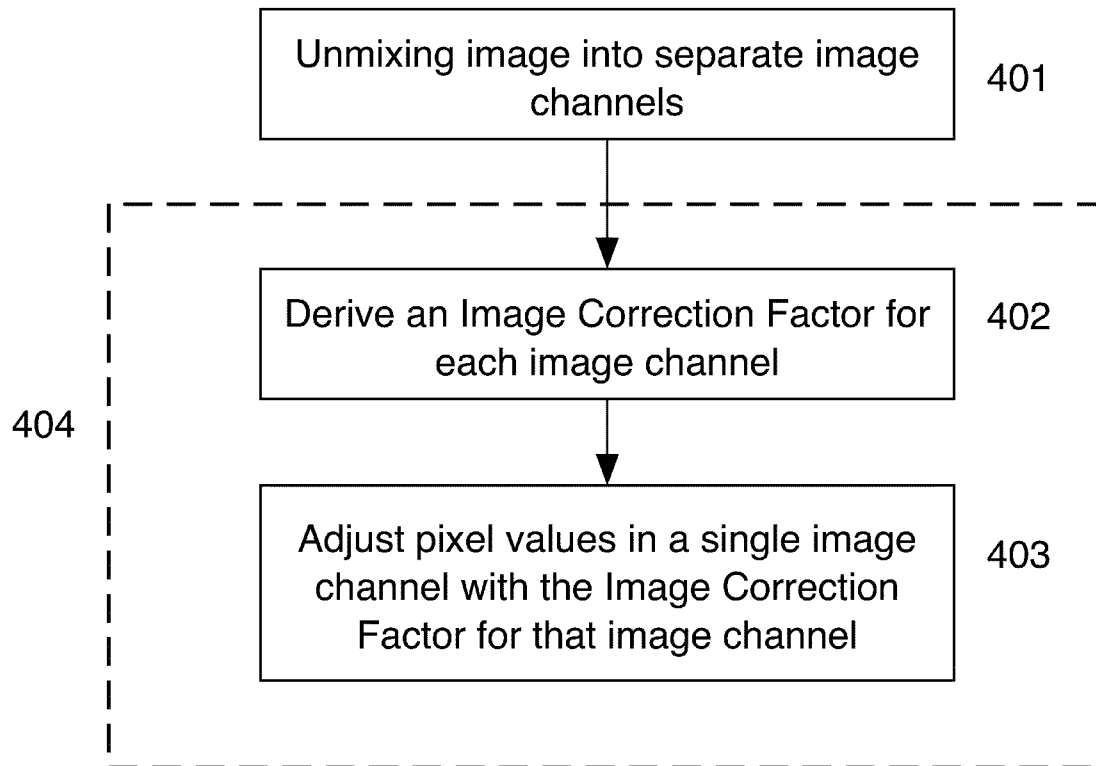 Unmixing image into separate image
channels
401
Derive an Image Correction Factor for
each image channel
402
404
Adjust pixel values in a single image
channel with the Image Correction
Factor for that image channel
403